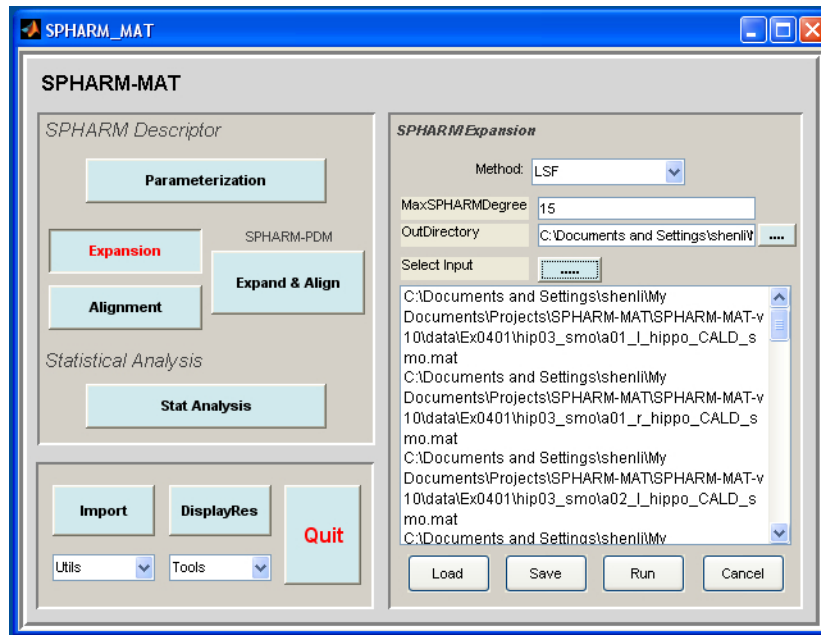 SPHARM_MAT
SPHARM-MAT
SPHARM Descriptor
Parameterization
Expansion
SPHARM-PDM
Expand & Align
Alignment
Statistical Analysis
Stat Analysis
Import
DisplayRes
Quit
Utils
Tools
SPHARM Expansion
Method:
LSF
MaxSPHARMDegree
15
OutDirectory
C:\Documents and Settings\shenli\
....
Select Input
.....
C:\Documents and Settings\shenli\My
Documents\Projects\SPHARM-MAT\SPHARM-MAT-v
10\data\Ex0401\hip03_smo\a01_l_hippo_CALD_s
mo.mat
C:\Documents and Settings\shenli\My
Documents\Projects\SPHARM-MAT\SPHARM-MAT-v
10\data\Ex0401\hip03_smo\a01_r_hippo_CALD_s
mo.mat
C:\Documents and Settings\shenli\My
Documents\Projects\SPHARM-MAT\SPHARM-MAT-v
10\data\Ex0401\hip03_smo\a02_l_hippo_CALD_s
mo.mat
C:\Documents and Settings\shenli\My
Load
Save
Run
Cancel